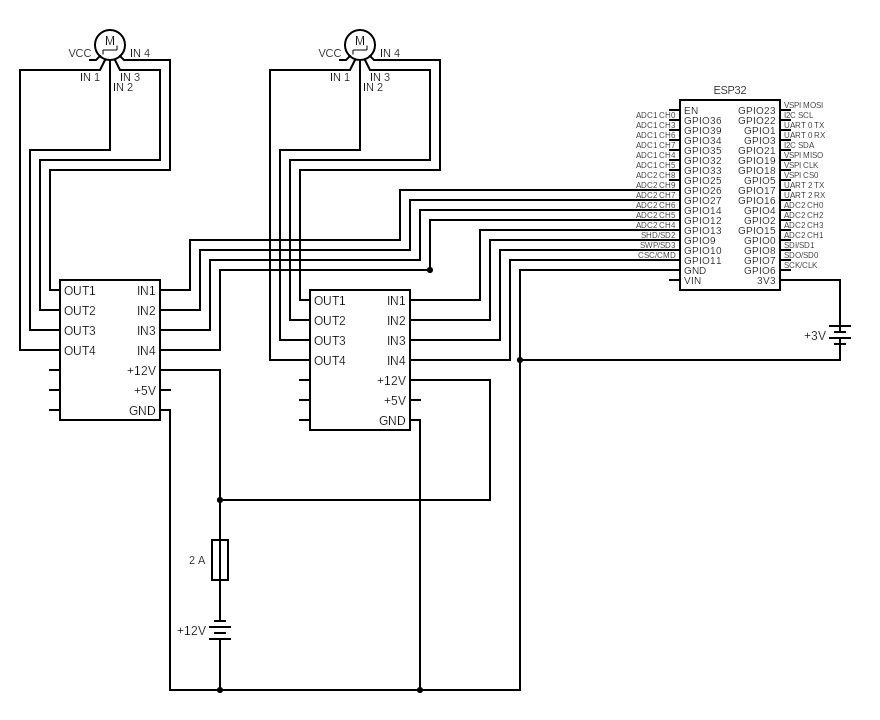 M
VCC
IN 4
IN 1
IN 3
IN 2
M
VCC
IN 4
IN 1
IN 3
IN 2
ESP32
EN
GPIO23
VSPI MOSI
ADC1 CH0
GPIO36
GPIO22
I2C SCL
ADC1 CH3
GPIO39
GPIO1
UART 0 TX
ADC1 CH6
GPIO34
GPIO3
UART 0 RX
ADC1 CH7
GPIO35
GPIO21
I2C SDA
ADC1 CH4
GPIO32
GPIO19
VSPI MISO
ADC1 CH5
GPIO33
GPIO18
VSPI CLK
ADC2 CH8
GPIO25
GPIO5
VSPI CS0
ADC2 CH9
GPIO26
GPIO17
UART 2 TX
ADC2 CH7
GPIO27
GPIO16
UART 2 RX
ADC2 CH6
GPIO14
GPIO4
ADC2 CH0
ADC2 CH5
GPIO12
GPIO2
ADC2 CH2
ADC2 CH4
GPIO13
GPIO15
ADC2 CH3
SHD/SD2
GPIO9
GPIO0
ADC2 CH1
SWP/SD3
GPIO10
GPIO8
SDI/SD1
CSC/CMD
GPIO11
GPIO7
SDO/SD0
GND
GPIO6
SCK/CLK
VIN
3V3
OUT1 IN1
OUT2 IN2
OUT3 IN3
OUT4 IN4
+12V
+5V
GND
OUT1 IN1
OUT2 IN2
OUT3 IN3
OUT4 IN4
+12V
+5V
GND
+3V
2 A
+12V